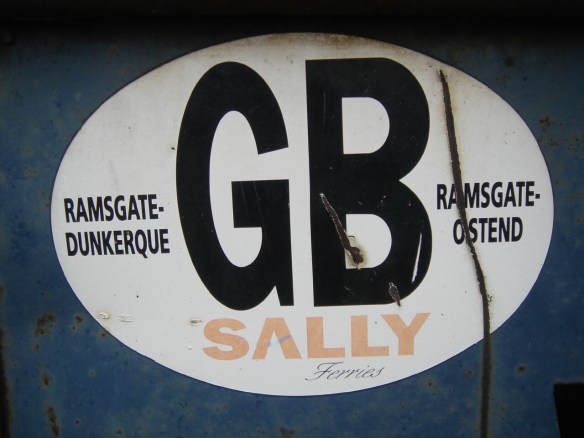 GB
RAMSGATE-
DUNKERQUE
RAMSGATE-
OSTEND
SALLY
Ferries